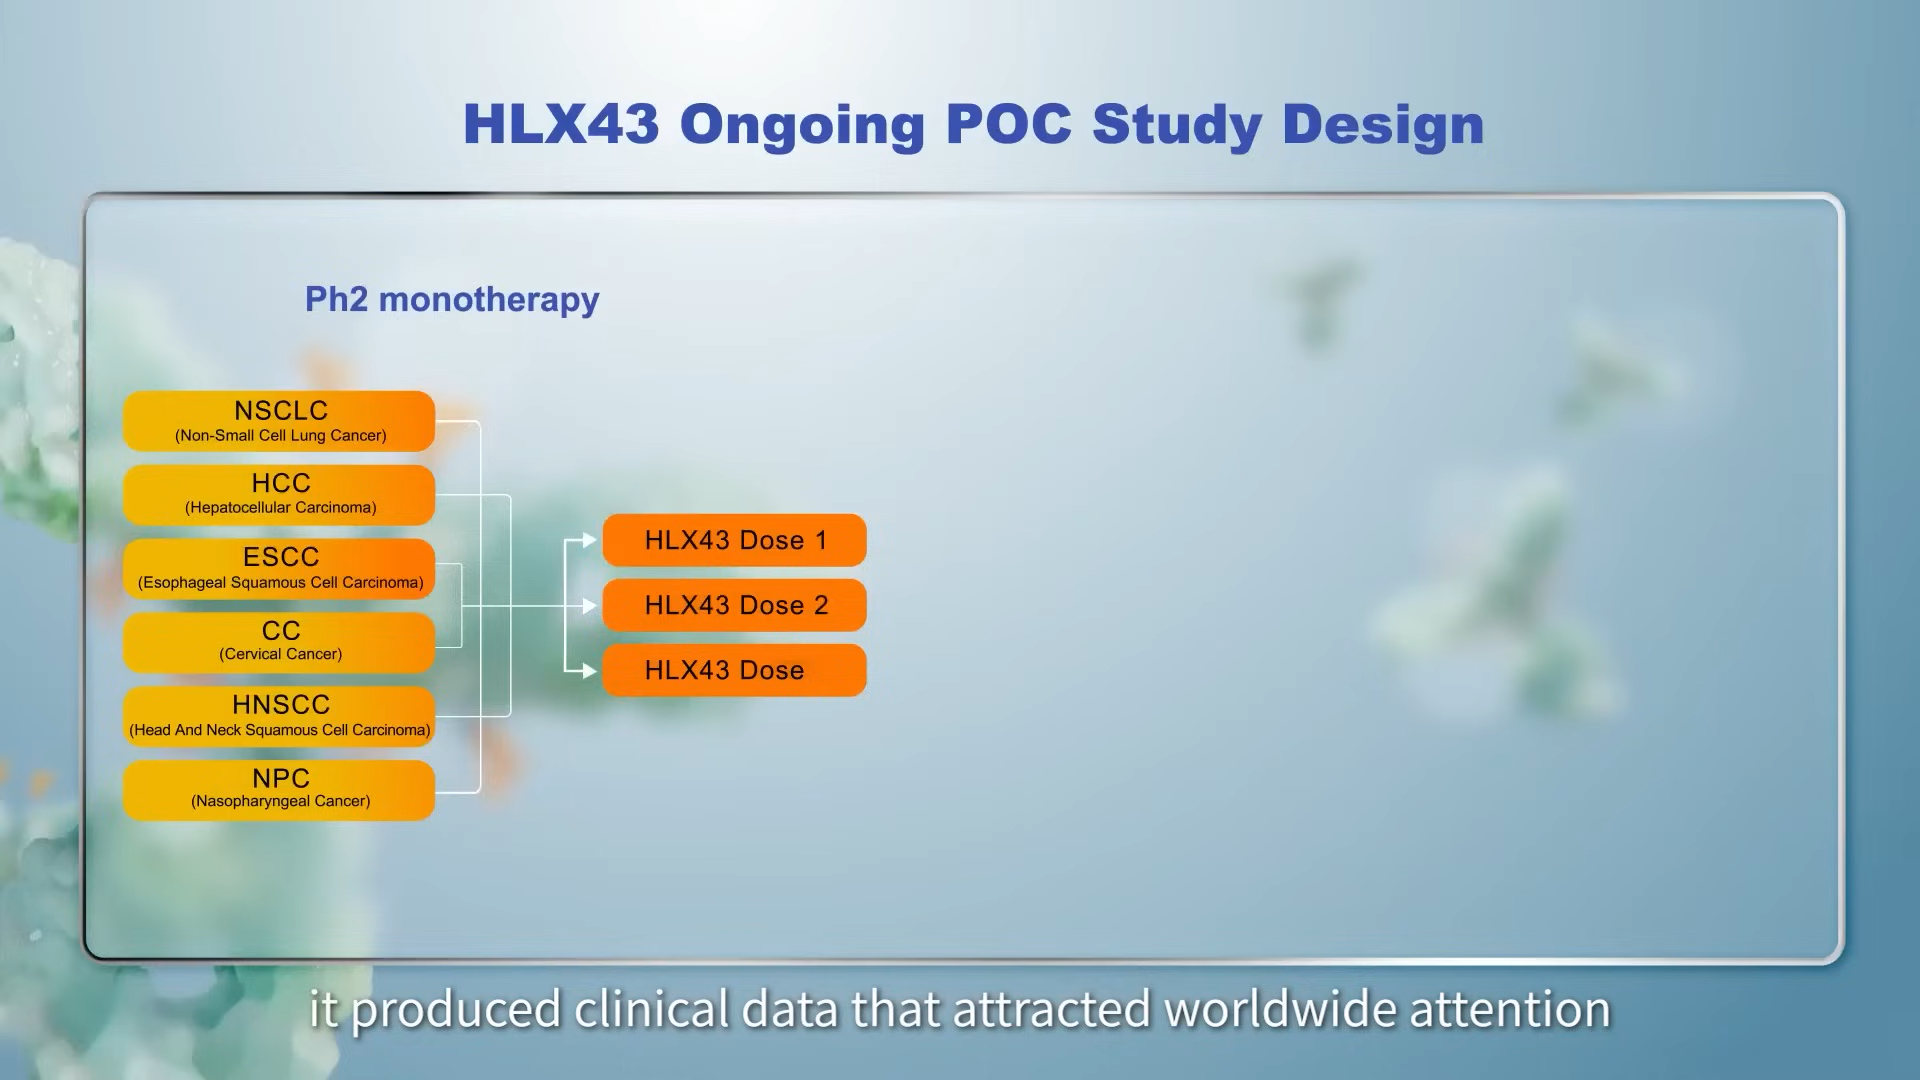 HLX43 Ongoing POC Study Design
Ph2 monotherapy
NSCLC
(Non-Small Cell Lung Cancer)
HCC
(Hepatocellular Carcinoma)
ESCC
(Esophageal Squamous Cell Carcinoma)
CC
(Cervical Cancer)
HNSCC
(Head And Neck Squamous Cell Carcinoma)
NPC
(Nasopharyngeal Cancer)
HLX43 Dose 1
HLX43 Dose 2
HLX43 Dose
it produced clinical data that attracted worldwide attention